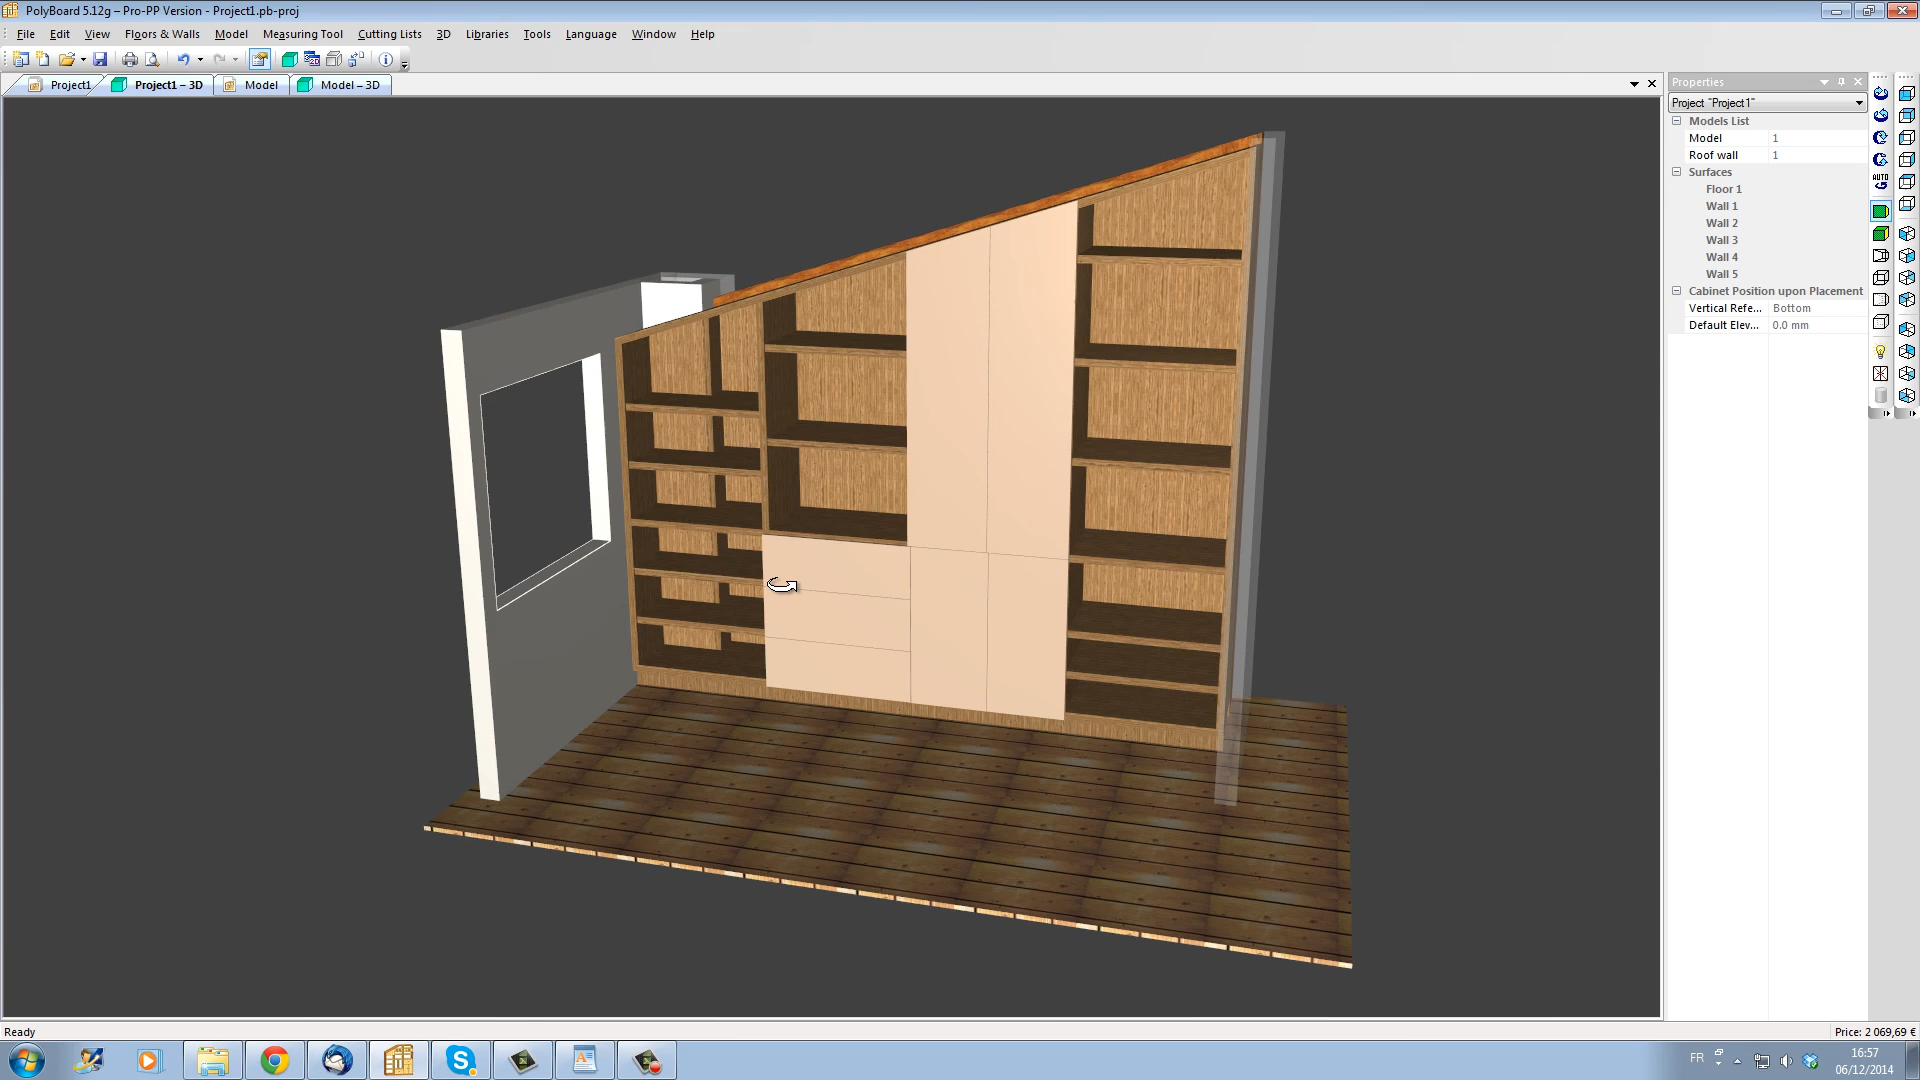 PolyBoard 5.12g – Pro-PP Version - Project1.pb-proj
File Edit View Floors & Walls Model Measuring Tool Cutting Lists 3D Libraries Tools Language Window Help
Project1 Project1 – 3D Model Model – 3D
Properties
Project "Project1"
Models List
Model 1
Roof wall 1
Surfaces
Floor 1
Wall 1
Wall 2
Wall 3
Wall 4
Wall 5
Cabinet Position upon Placement
Vertical Refe... Bottom
Default Elev... 0.0 mm
AUTO
Ready
Price: 2 069,69 €
FR
16:57
06/12/2014